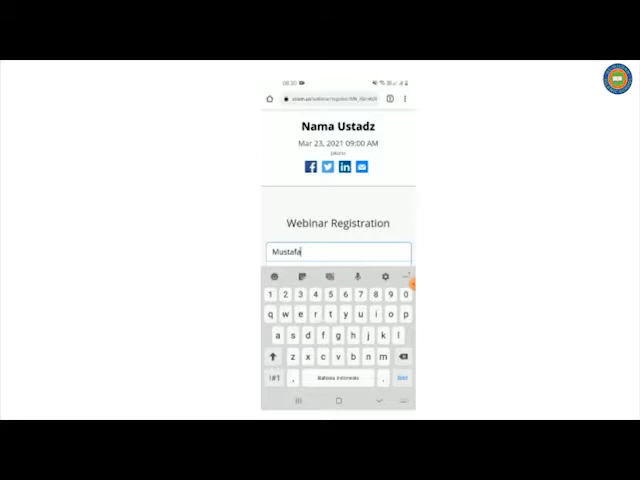 Nama Ustadz
Mar 23, 2021 09:00 AM
Jakarta
Webinar Registration
Mustafa
1 2 3 4 5 6 7 8 9 0
q w e r t y u i o p
a s d f g h j k l
z x c v b n m
!#1 , Bahasa Indonesia .